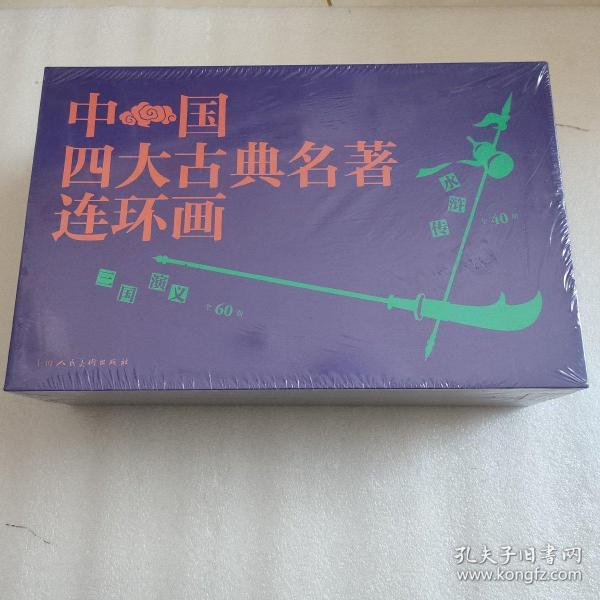 中国
四大古典名著
连环画
水浒传
全40册
三国演义
全60册
上海人民美术出版社
孔夫子旧书网
www.kongfz.com